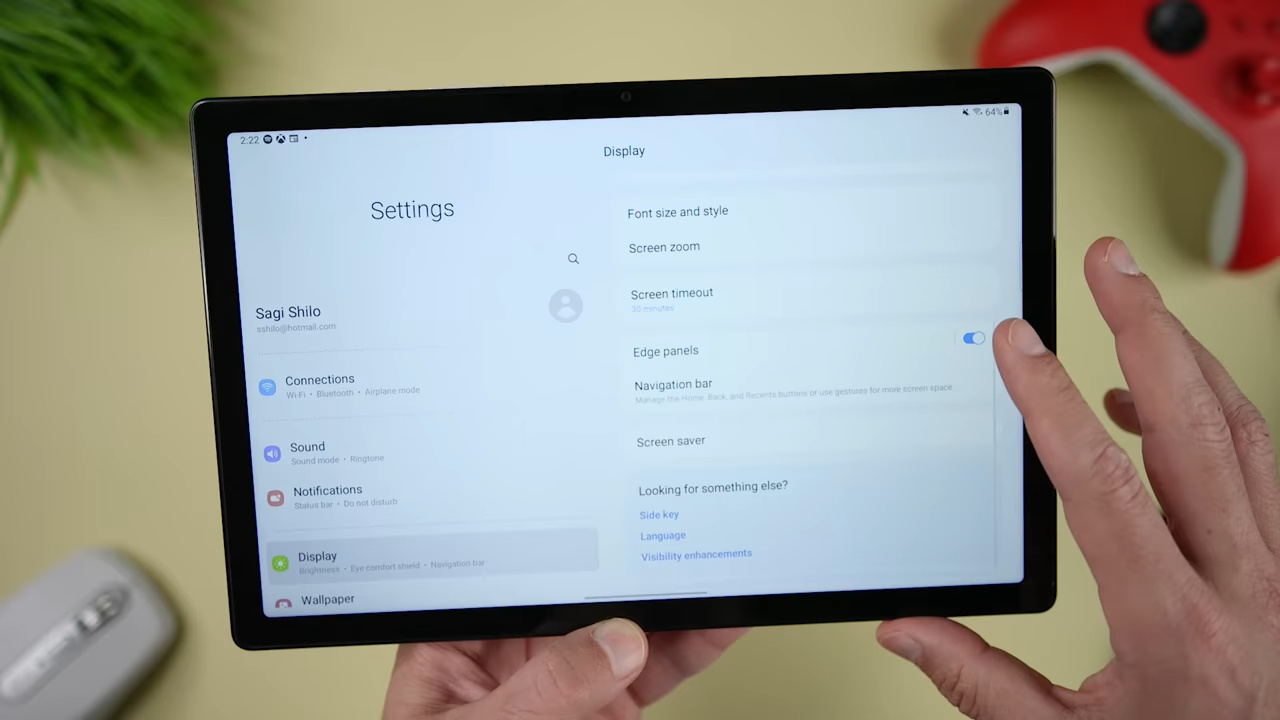 2:22
64%
Display
Settings
Sagi Shilo
sshilo@hotmail.com
Connections
Wi-Fi • Bluetooth • Airplane mode
Sound
Sound mode • Ringtone
Notifications
Status bar • Do not disturb
Display
Brightness • Eye comfort shield • Navigation bar
Wallpaper
Font size and style
Screen zoom
Screen timeout
30 minutes
Edge panels
Navigation bar
Manage the Home, Back, and Recents buttons or use gestures for more screen space.
Screen saver
Looking for something else?
Side key
Language
Visibility enhancements